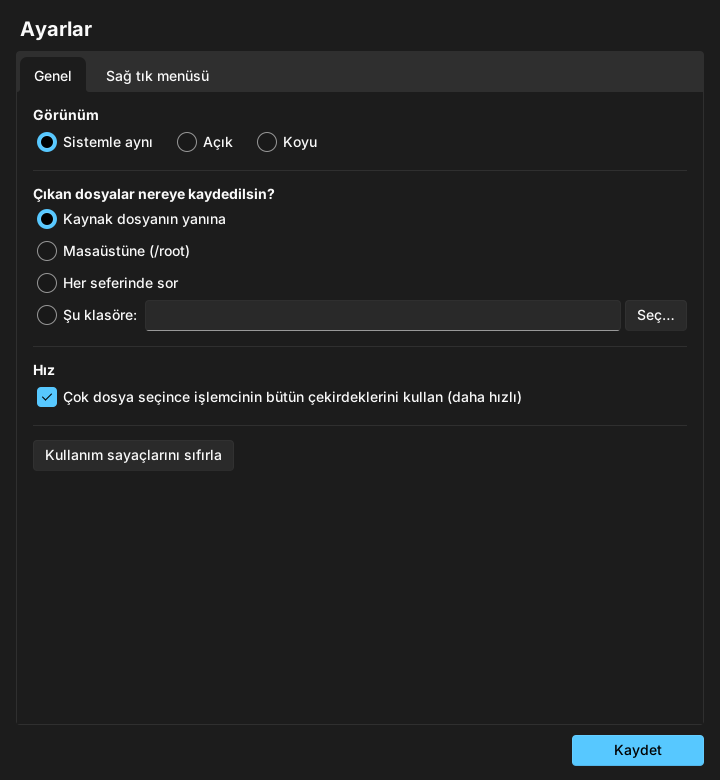 Ayarlar
Genel
Sağ tık menüsü
Görünüm
Sistemle aynı
Açık
Koyu
Çıkan dosyalar nereye kaydedilsin?
Kaynak dosyanın yanına
Masaüstüne (/root)
Her seferinde sor
Şu klasöre:
Seç...
Hız
Çok dosya seçince işlemcinin bütün çekirdeklerini kullan (daha hızlı)
Kullanım sayaçlarını sıfırla
Kaydet